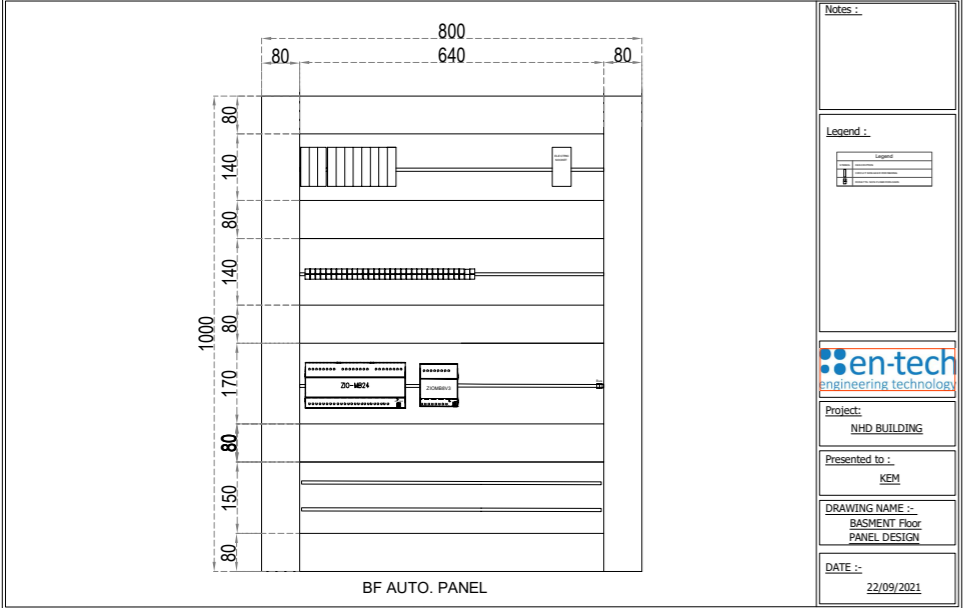 800
80 640 80
1000
80
140
80
140
80
170
80
150
80
ZIO-MB24
ZIOMB8V3
BF AUTO. PANEL
Notes :
Legend :
Legend
en-tech
engineering technology
Project:
NHD BUILDING
Presented to :
KEM
DRAWING NAME :-
BASMENT Floor
PANEL DESIGN
DATE :-
22/09/2021